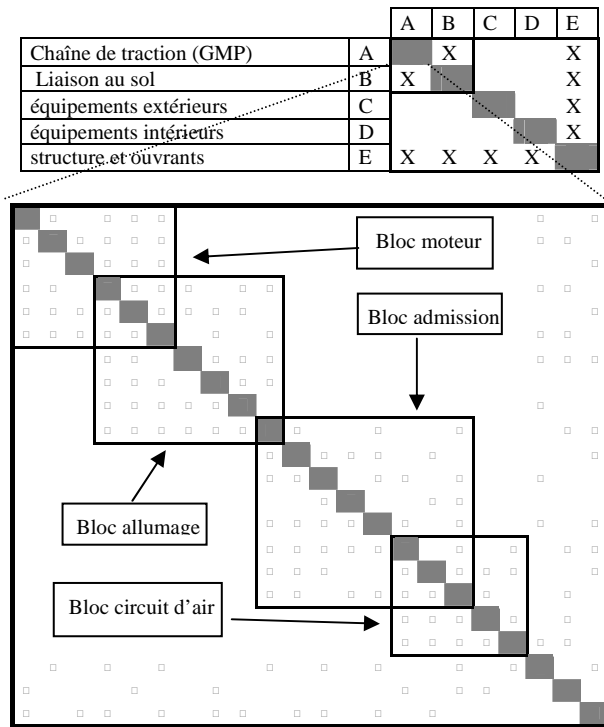 A B C D E
Chaîne de traction (GMP) A X X
Liaison au sol B X X
équipements extérieurs C X
équipements intérieurs D X
structure et ouvrants E X X X X
Bloc moteur
Bloc admission
Bloc allumage
Bloc circuit d’air